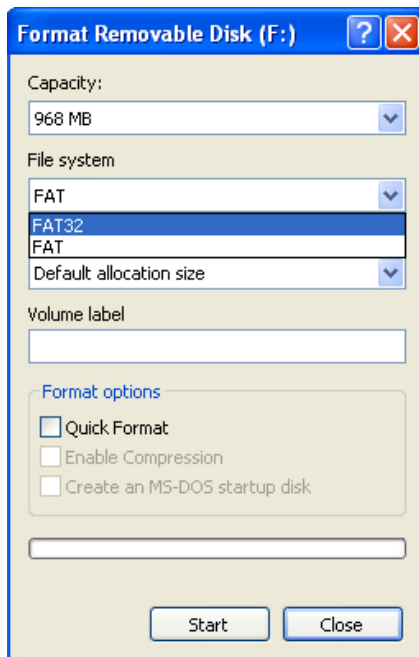 Format Removable Disk (F:)
Capacity:
968 MB
File system
FAT
FAT32
FAT
Default allocation size
Volume label
Format options
Quick Format
Enable Compression
Create an MS-DOS startup disk
Start Close